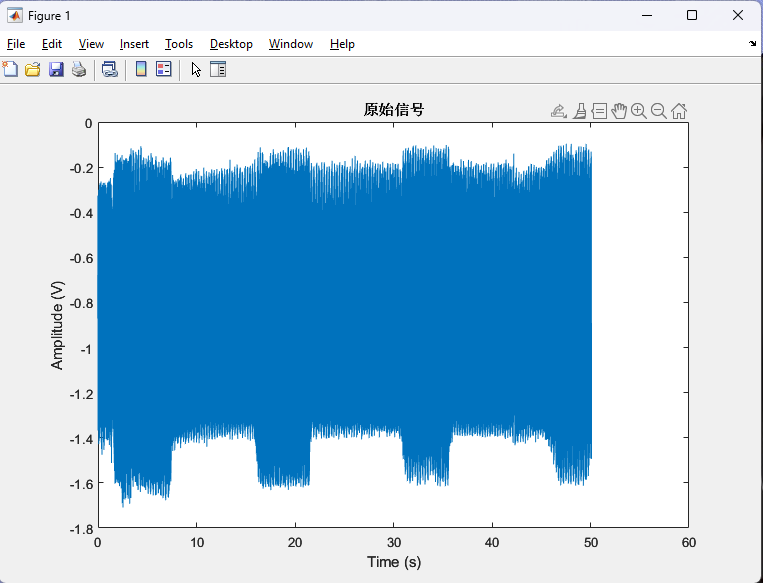 Figure 1
File Edit View Insert Tools Desktop Window Help
原始信号
0
-0.2
-0.4
-0.6
-0.8
-1
-1.2
-1.4
-1.6
-1.8
Amplitude (V)
0 10 20 30 40 50 60
Time (s)